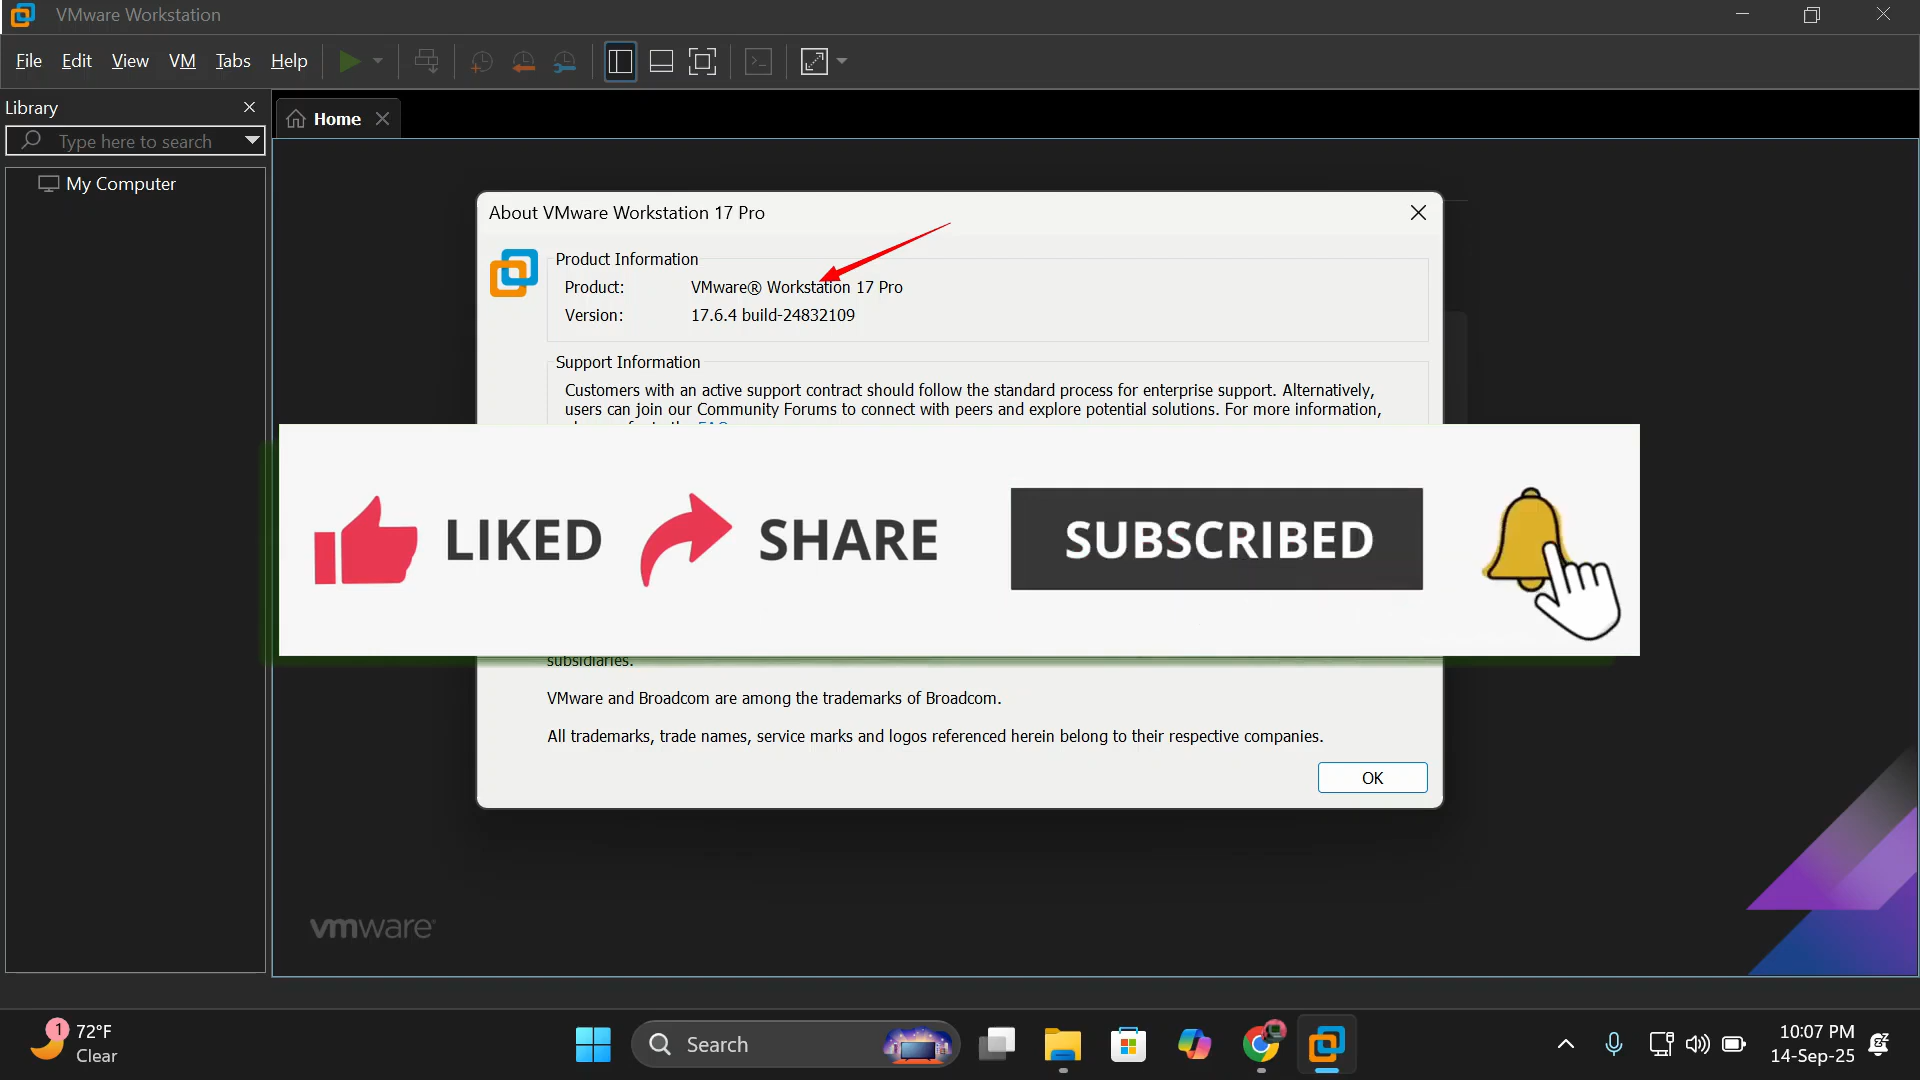 VMware Workstation
File Edit View VM Tabs Help
Library
Home
Type here to search
My Computer
About VMware Workstation 17 Pro
Product Information
Product: VMware® Workstation 17 Pro
Version: 17.6.4 build-24832109
Support Information
Customers with an active support contract should follow the standard process for enterprise support. Alternatively,
users can join our Community Forums to connect with peers and explore potential solutions. For more information,
LIKED SHARE SUBSCRIBED
subsidiaries.
VMware and Broadcom are among the trademarks of Broadcom.
All trademarks, trade names, service marks and logos referenced herein belong to their respective companies.
OK
vmware®
1
72°F
Clear
Search
10:07 PM
14-Sep-25